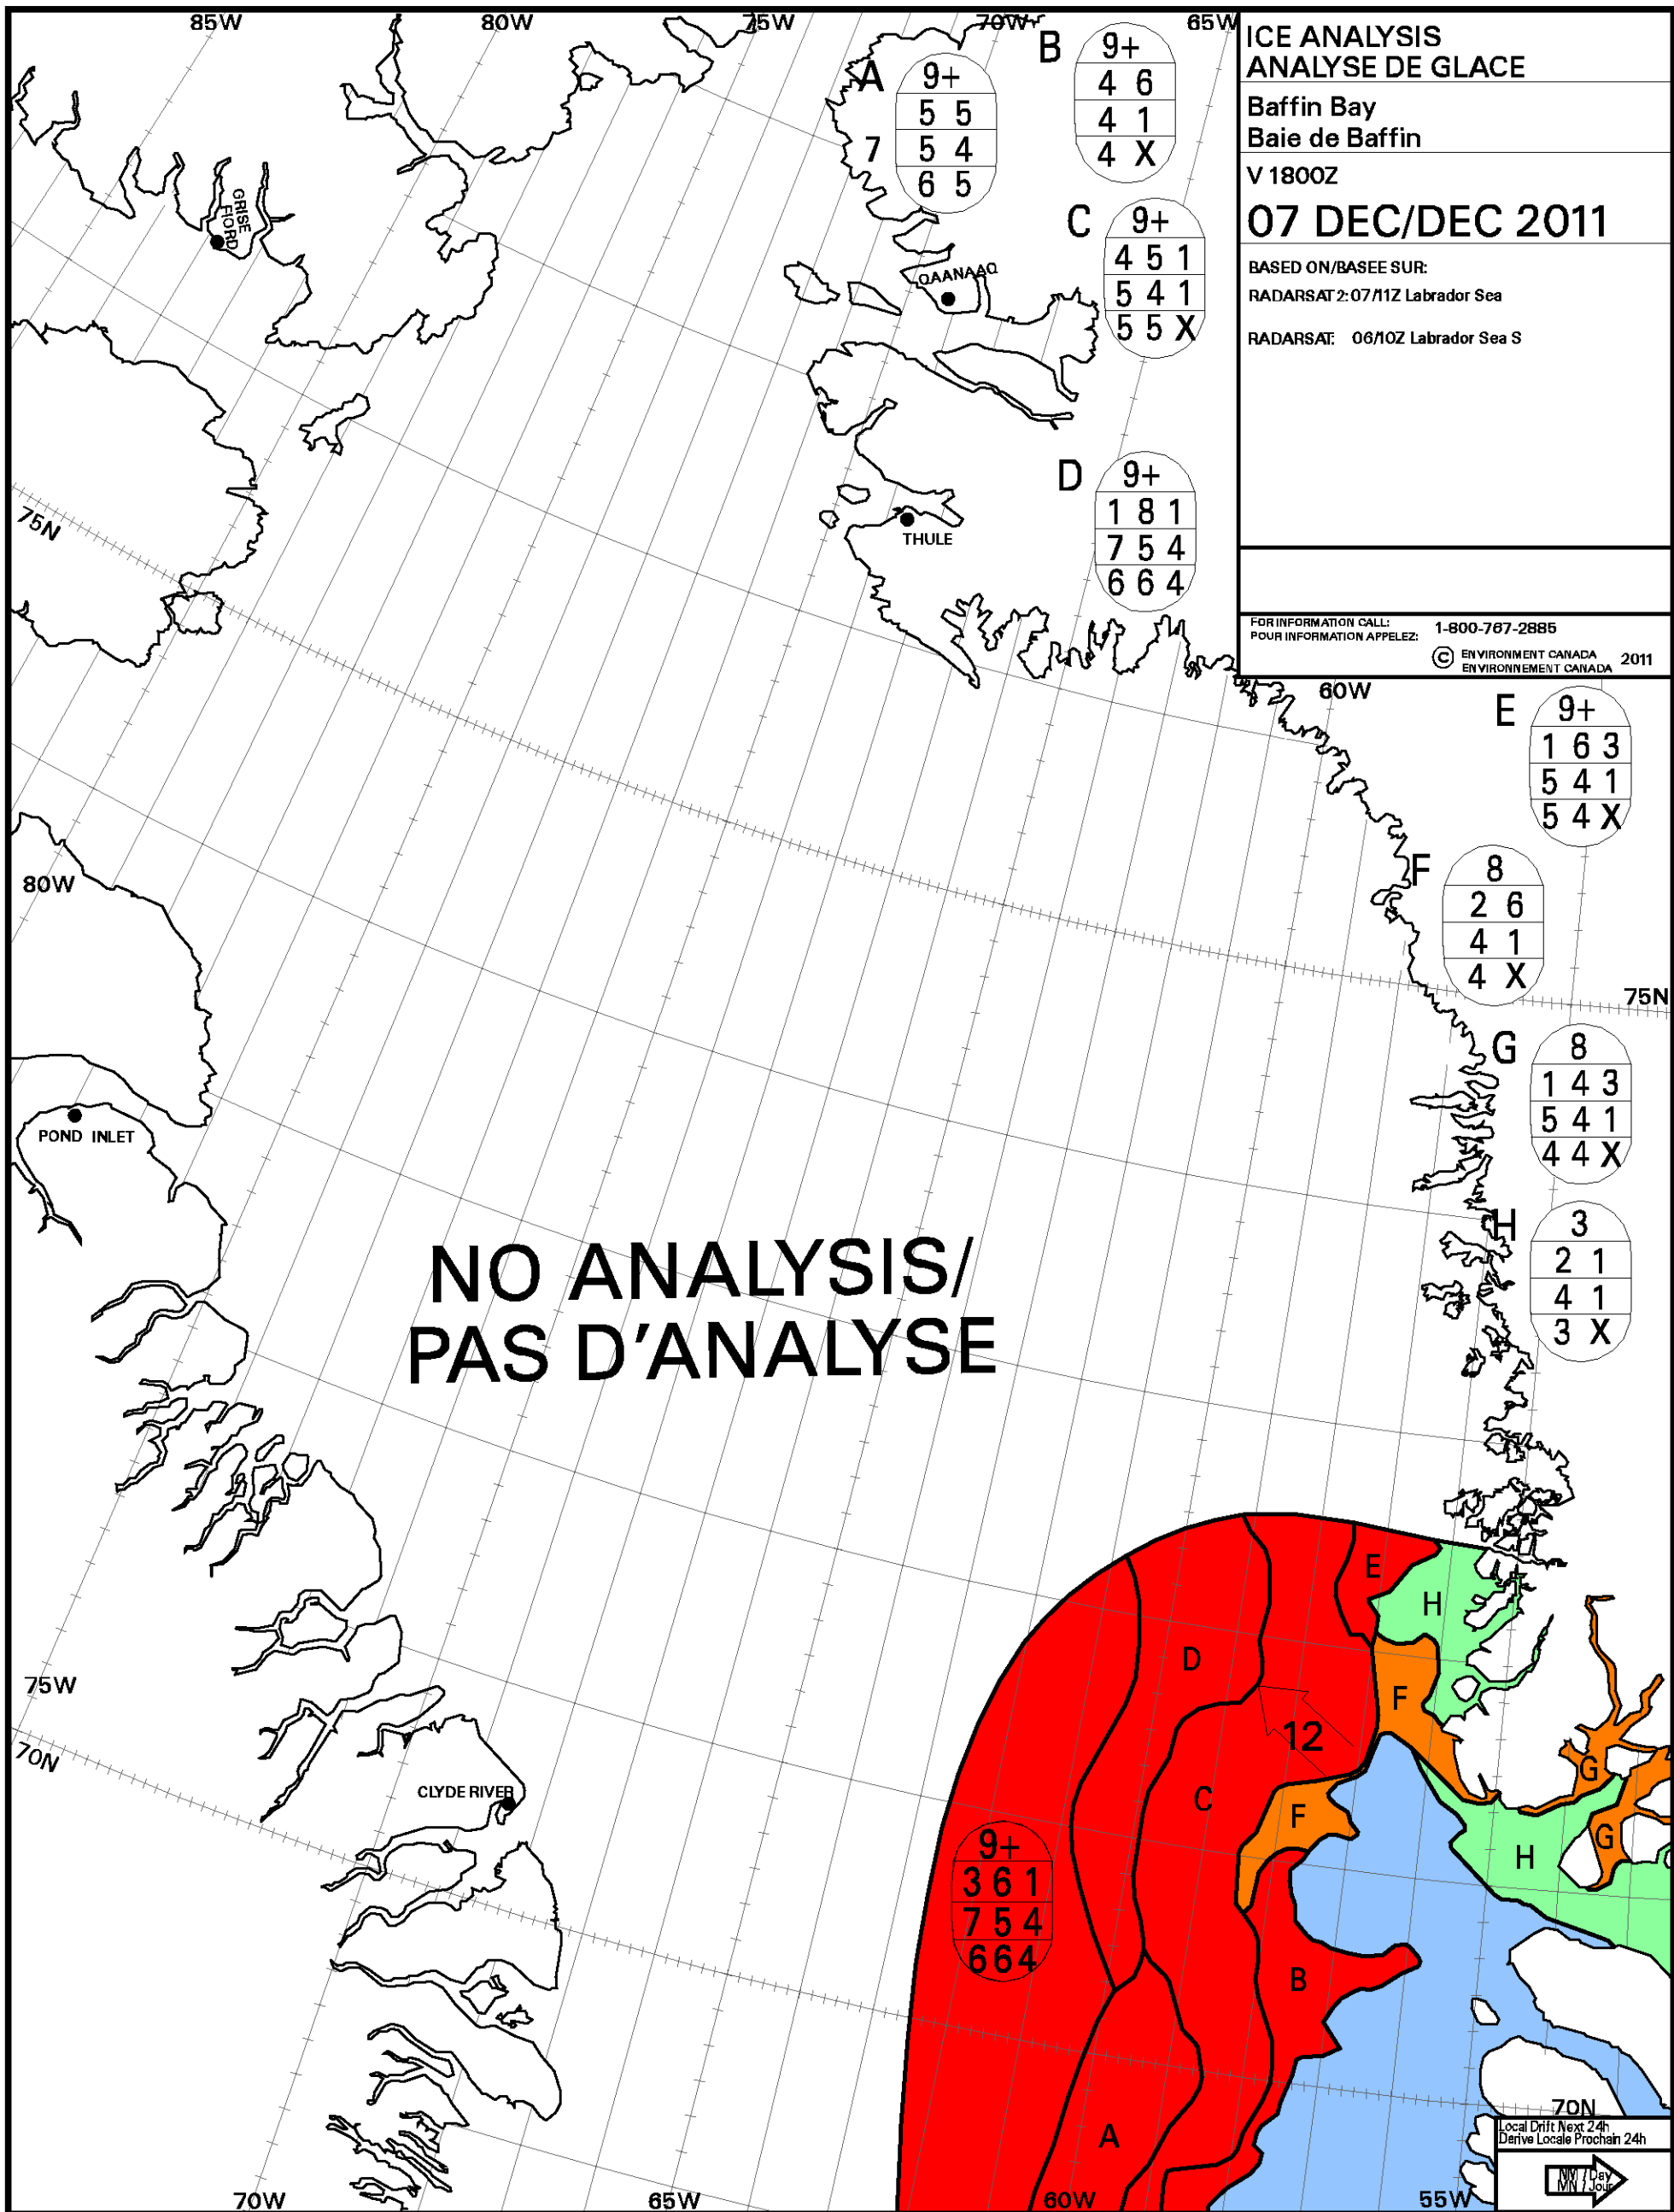 85W 80W 75W 70W 65W
ICE ANALYSIS
ANALYSE DE GLACE
Baffin Bay
Baie de Baffin
V 1800Z
07 DEC/DEC 2011
BASED ON/BASEE SUR:
RADARSAT 2: 07/11Z Labrador Sea
RADARSAT: 06/10Z Labrador Sea S
FOR INFORMATION CALL: 1-800-767-2885
POUR INFORMATION APPELEZ:
© ENVIRONMENT CANADA 2011
ENVIRONNEMENT CANADA
A
9+
5 5
7 5 4
6 5
B
9+
4 6
4 1
4 X
C
9+
4 5 1
5 4 1
5 5 X
D
9+
1 8 1
7 5 4
6 6 4
E
9+
1 6 3
5 4 1
5 4 X
F
8
2 6
4 1
4 X
G
8
1 4 3
5 4 1
4 4 X
H
3
2 1
4 1
3 X
GRISE
FIORD
QAANAAQ
THULE
75N
60W
80W
75N
POND INLET
NO ANALYSIS/
PAS D'ANALYSE
E
H
D
F
12
C
F
G
G
H
75W
70N
CLYDE RIVER
9+
3 6 1
7 5 4
6 6 4
B
A
70N
Local Drift Next 24h
Derive Locale Prochain 24h
NM / Day
MN / Jour
70W 65W 60W 55W